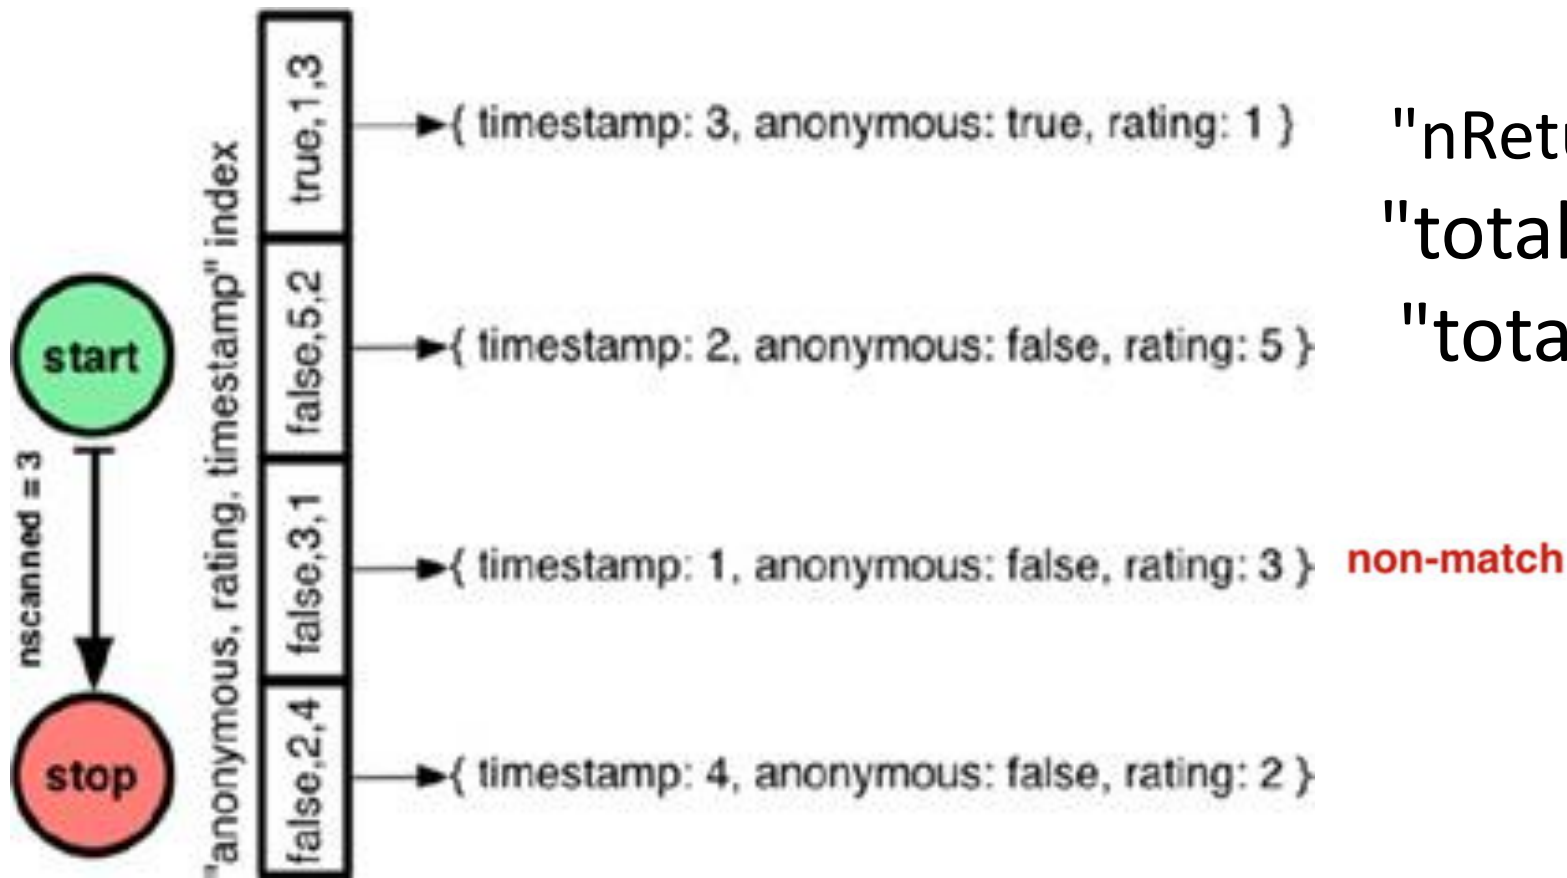 true,1,3
{ timestamp: 3, anonymous: true, rating: 1 }
false,5,2
{ timestamp: 2, anonymous: false, rating: 5 }
false,3,1
{ timestamp: 1, anonymous: false, rating: 3 }
non-match
false,2,4
{ timestamp: 4, anonymous: false, rating: 2 }
"anonymous, rating, timestamp" index
start
nscanned = 3
stop
"total